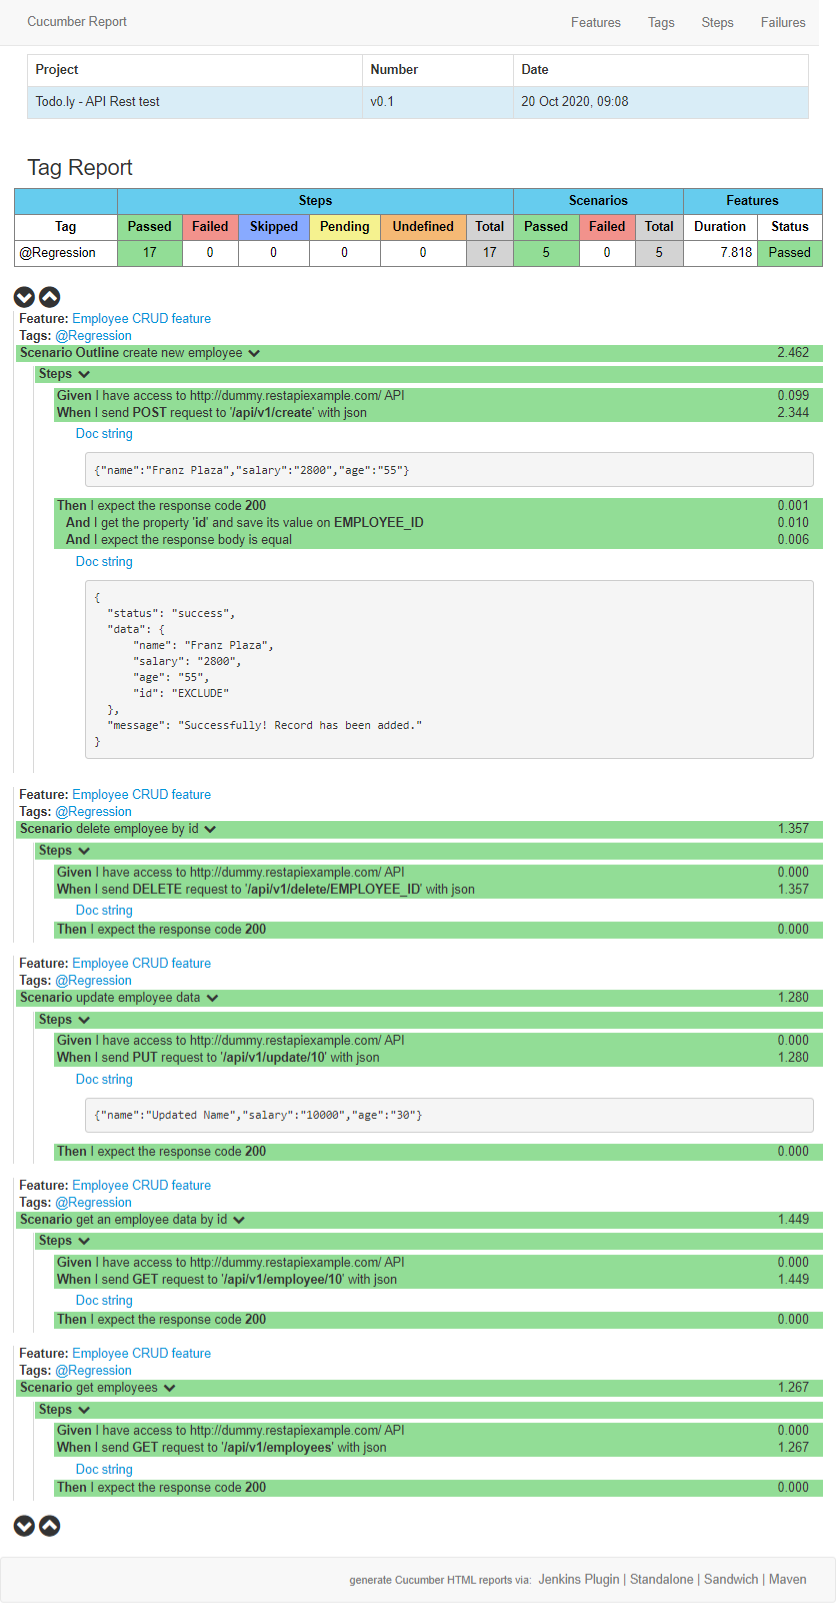 Cucumber Report Features Tags Steps Failures
Project Number Date
Todo.ly - API Rest test v0.1 20 Oct 2020, 09:08
Tag Report
Steps Scenarios Features
Tag Passed Failed Skipped Pending Undefined Total Passed Failed Total Duration Status
@Regression 17 0 0 0 0 17 5 0 5 7.818 Passed
Feature: Employee CRUD feature
Tags: @Regression
Scenario Outline create new employee 2.462
Steps
Given I have access to http://dummy.restapiexample.com/ API 0.099
When I send POST request to '/api/v1/create' with json 2.344
Doc string
{"name":"Franz Plaza","salary":"2800","age":"55"}
Then I expect the response code 200 0.001
And I get the property 'id' and save its value on EMPLOYEE_ID 0.010
And I expect the response body is equal 0.006
Doc string
{
"status": "success",
"data": {
"name": "Franz Plaza",
"salary": "2800",
"age": "55",
"id": "EXCLUDE"
},
"message": "Successfully! Record has been added."
}
Feature: Employee CRUD feature
Tags: @Regression
Scenario delete employee by id 1.357
Steps
Given I have access to http://dummy.restapiexample.com/ API 0.000
When I send DELETE request to '/api/v1/delete/EMPLOYEE_ID' with json 1.357
Doc string
Then I expect the response code 200 0.000
Feature: Employee CRUD feature
Tags: @Regression
Scenario update employee data 1.280
Steps
Given I have access to http://dummy.restapiexample.com/ API 0.000
When I send PUT request to '/api/v1/update/10' with json 1.280
Doc string
{"name":"Updated Name","salary":"10000","age":"30"}
Then I expect the response code 200 0.000
Feature: Employee CRUD feature
Tags: @Regression
Scenario get an employee data by id 1.449
Steps
Given I have access to http://dummy.restapiexample.com/ API 0.000
When I send GET request to '/api/v1/employee/10' with json 1.449
Doc string
Then I expect the response code 200 0.000
Feature: Employee CRUD feature
Tags: @Regression
Scenario get employees 1.267
Steps
Given I have access to http://dummy.restapiexample.com/ API 0.000
When I send GET request to '/api/v1/employees' with json 1.267
Doc string
Then I expect the response code 200 0.000
generate Cucumber HTML reports via: Jenkins Plugin | Standalone | Sandwich | Maven